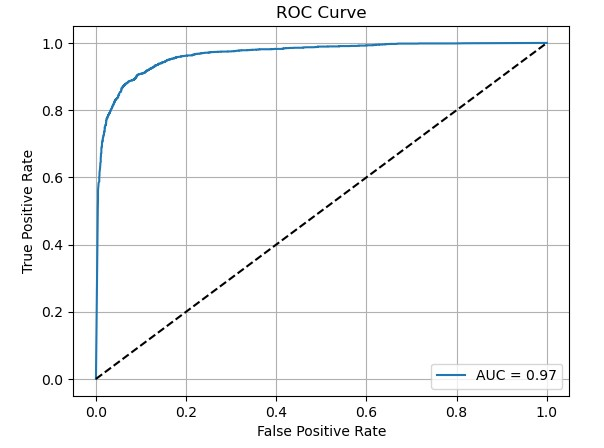 ROC Curve
True Positive Rate
1.0
0.8
0.6
0.4
0.2
0.0
AUC = 0.97
0.0 0.2 0.4 0.6 0.8 1.0
False Positive Rate